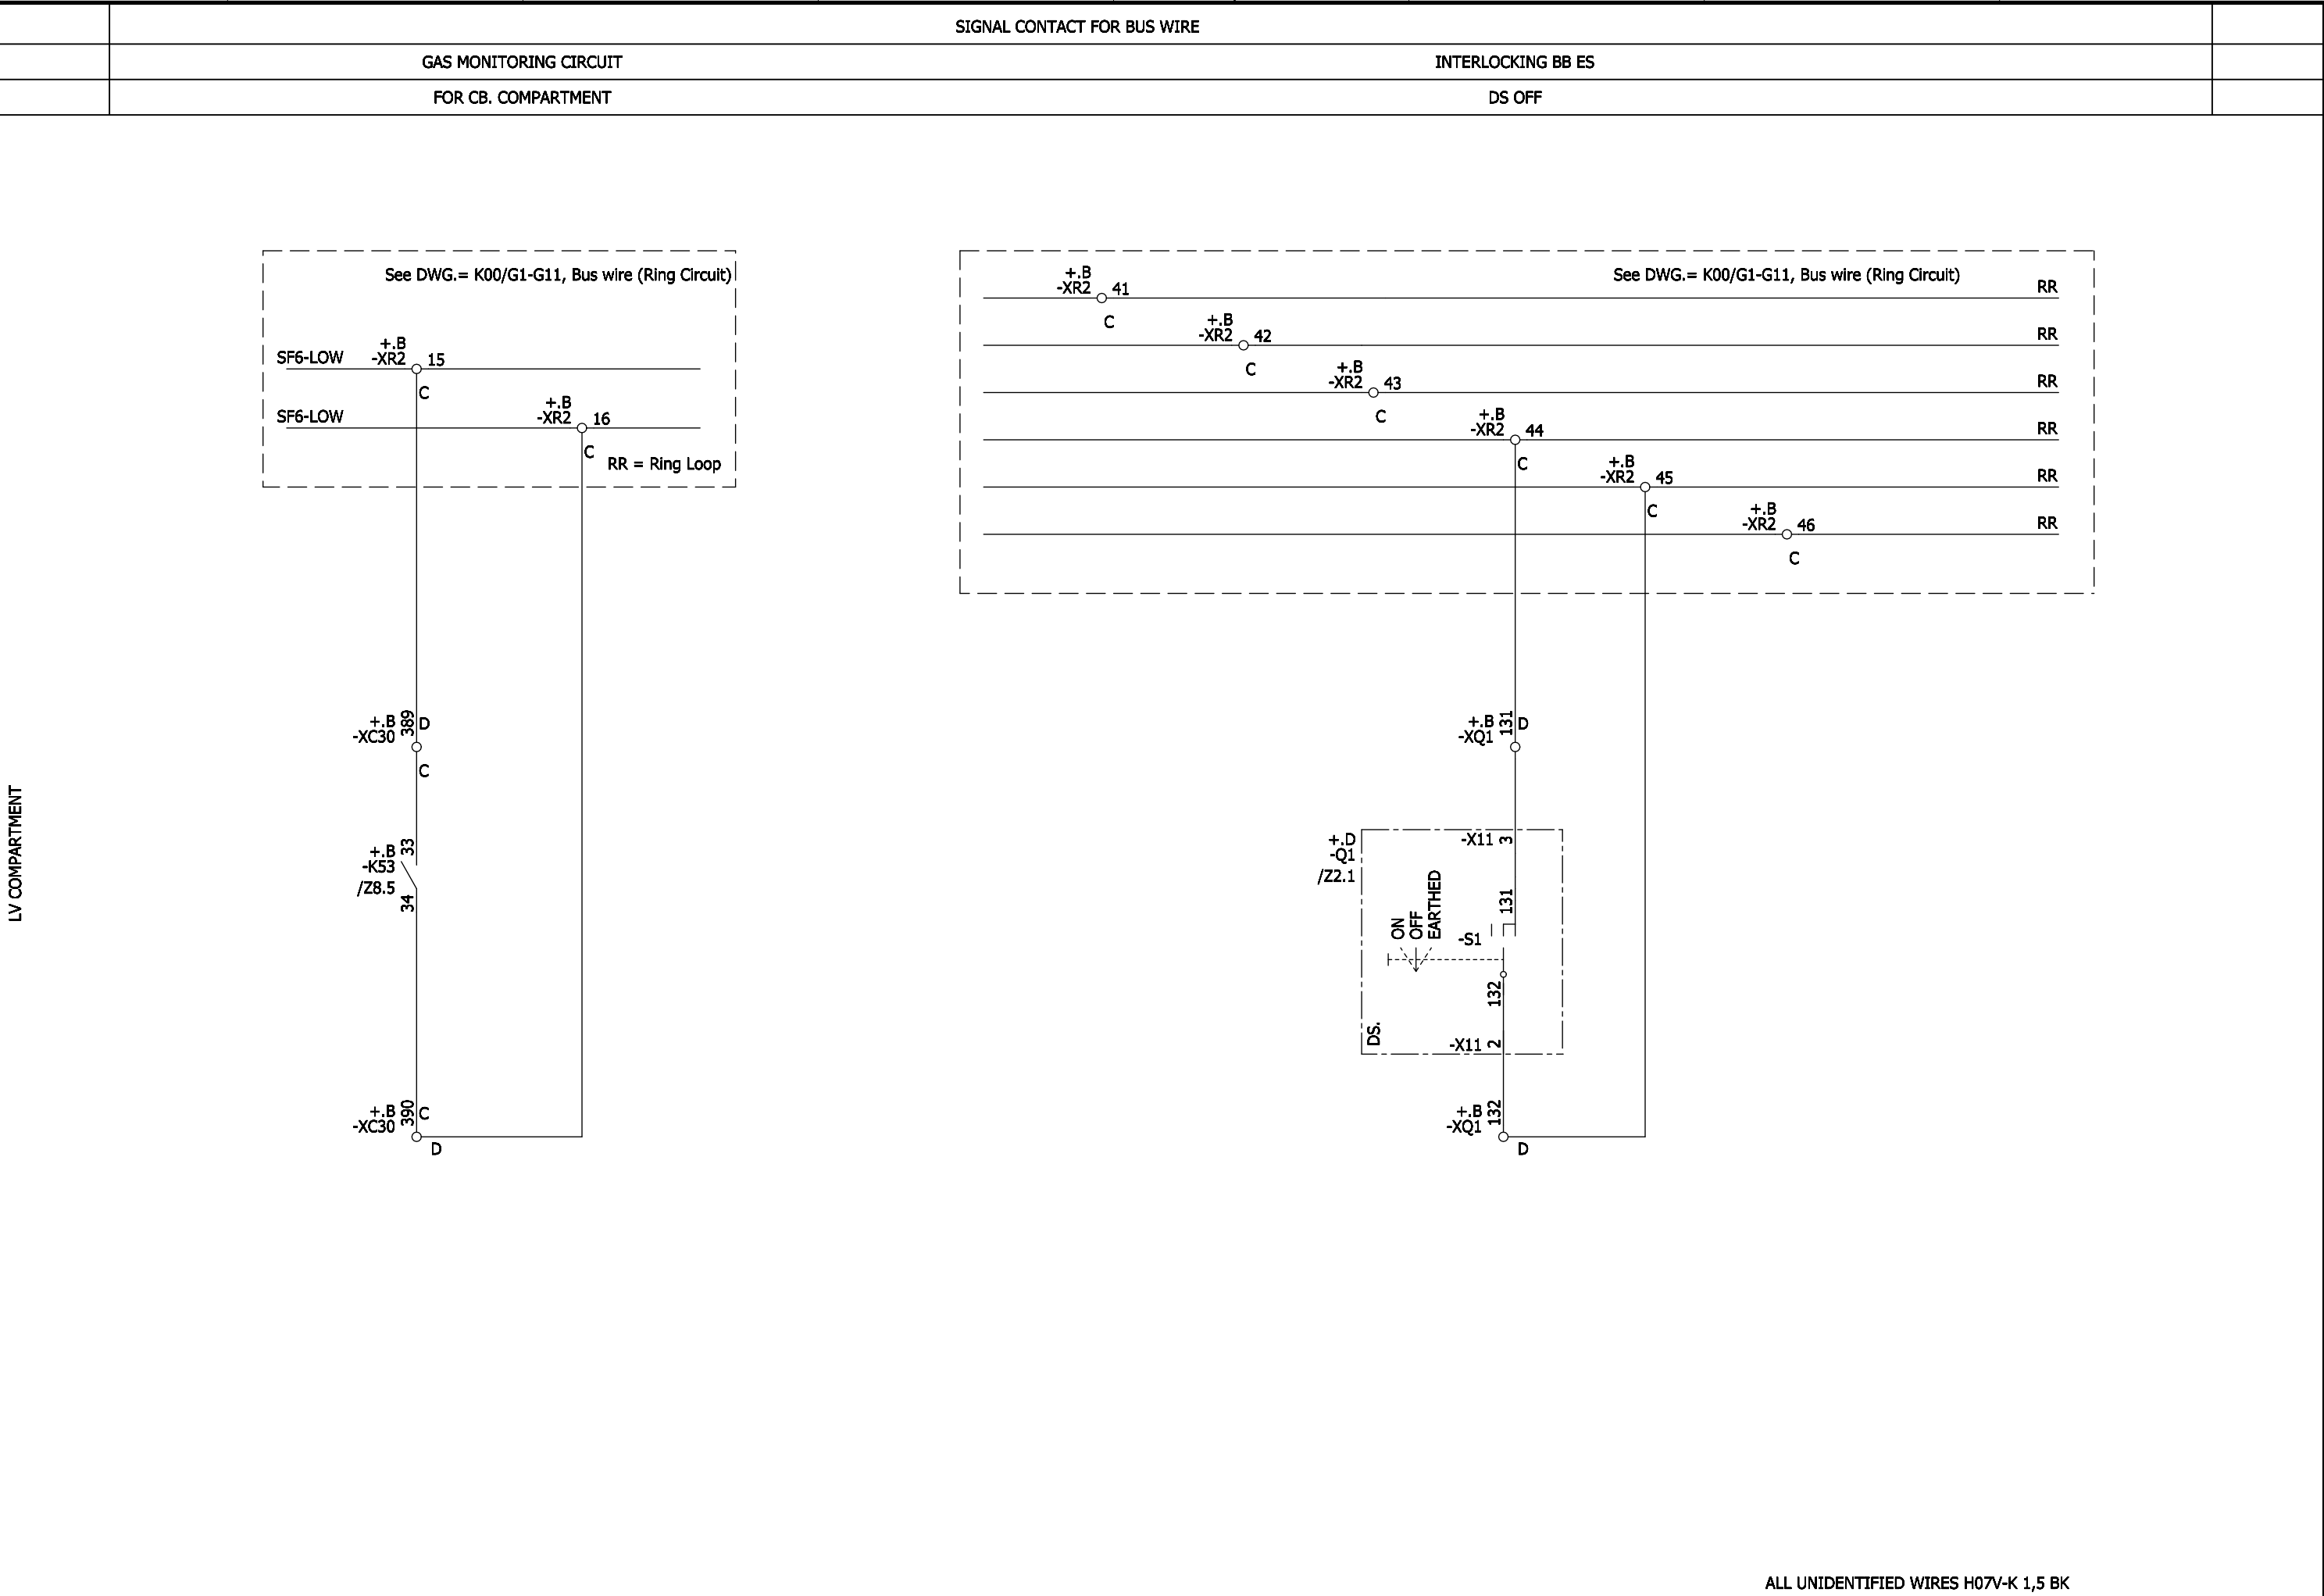 SIGNAL CONTACT FOR BUS WIRE
GAS MONITORING CIRCUIT
INTERLOCKING BB ES
FOR CB. COMPARTMENT
DS OFF
See DWG.= K00/G1-G11, Bus wire (Ring Circuit)
SF6-LOW
+.B
-XR2
15
C
SF6-LOW
+.B
-XR2
16
C
RR = Ring Loop
+.B
-XC30
389
D
C
+.B
-K53
/Z8.5
33
34
+.B
-XC30
390
C
D
LV COMPARTMENT
See DWG.= K00/G1-G11, Bus wire (Ring Circuit)
+.B
-XR2
41
C
RR
+.B
-XR2
42
C
RR
+.B
-XR2
43
C
RR
+.B
-XR2
44
C
RR
+.B
-XR2
45
C
RR
+.B
-XR2
46
C
RR
+.B
-XQ1
131
D
+.D
-Q1
/Z2.1
-X11
3
131
ON
OFF
EARTHED
-S1
132
DS.
-X11
2
+.B
-XQ1
132
D
ALL UNIDENTIFIED WIRES H07V-K 1,5 BK